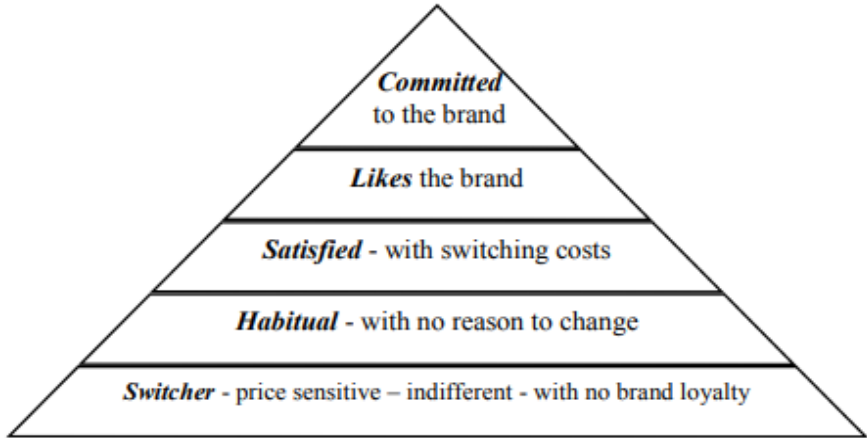 Committed
to the brand
Likes the brand
Satisfied - with switching costs
Habitual - with no reason to change
Switcher - price sensitive – indifferent - with no brand loyalty